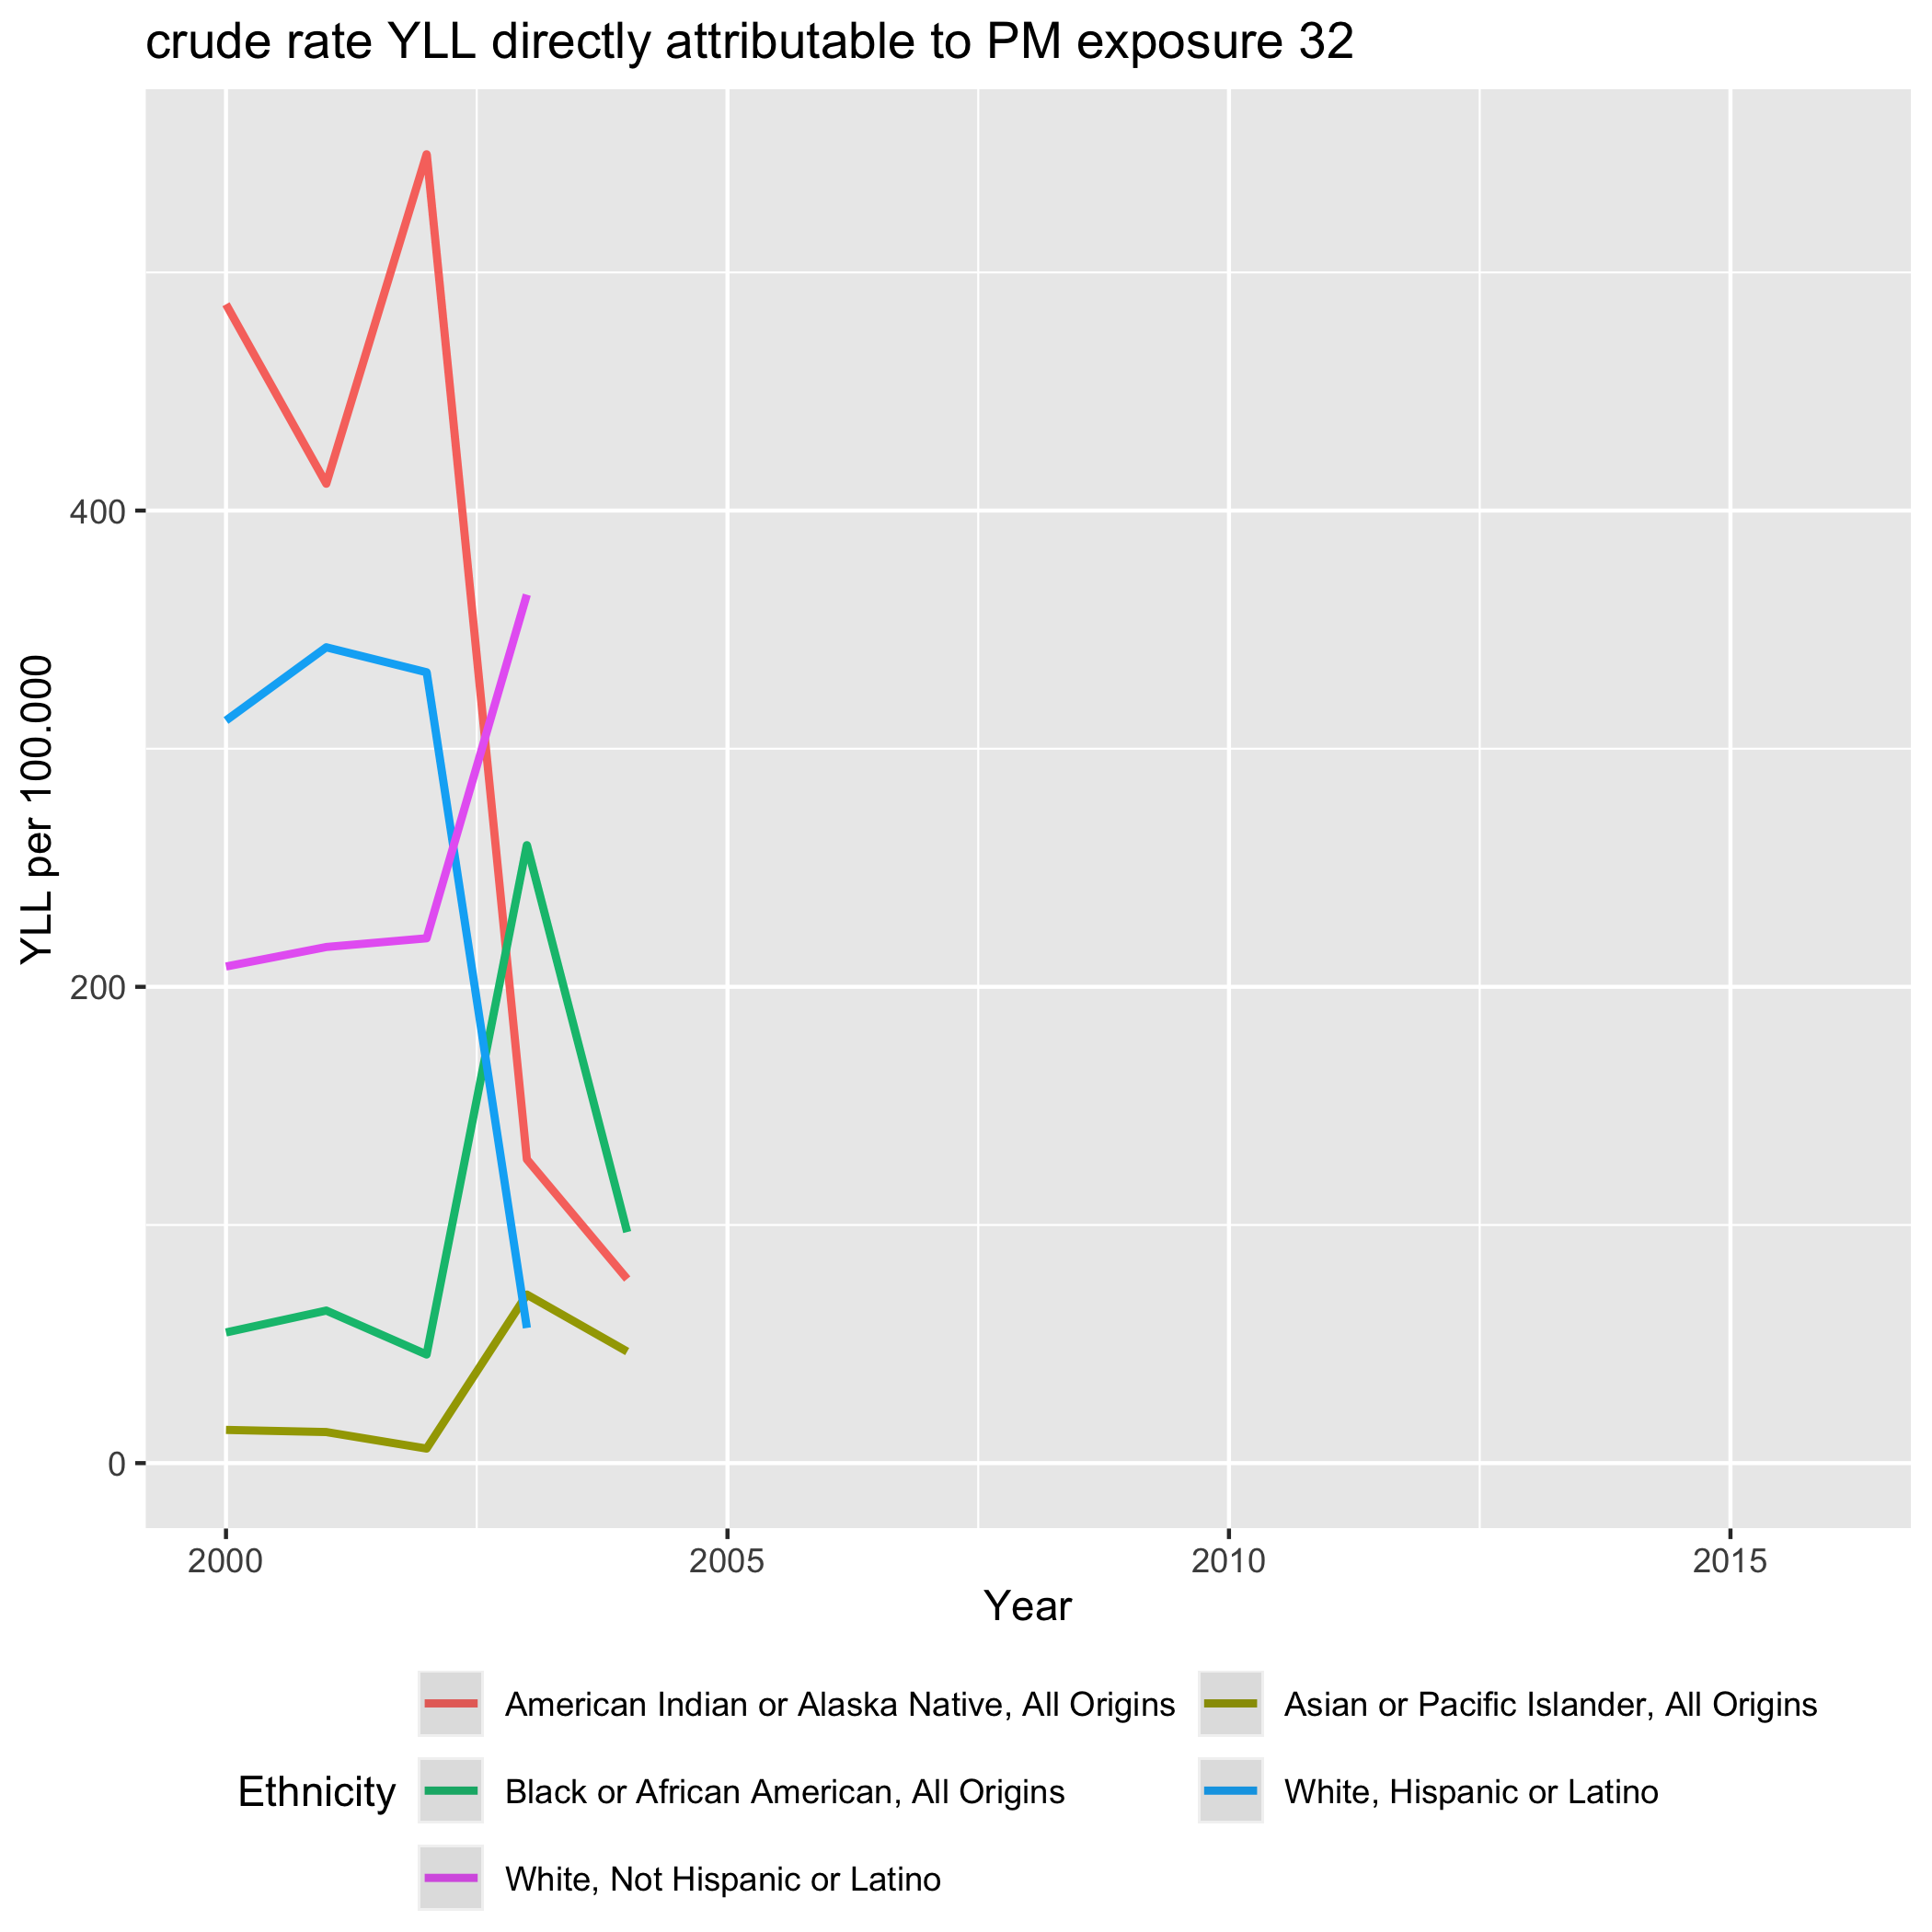 crude rate YLL directly attributable to PM exposure 32
YLL per 100.000
400
200
0
2000 2005 2010 2015
Year
Ethnicity
American Indian or Alaska Native, All Origins
Asian or Pacific Islander, All Origins
Black or African American, All Origins
White, Hispanic or Latino
White, Not Hispanic or Latino